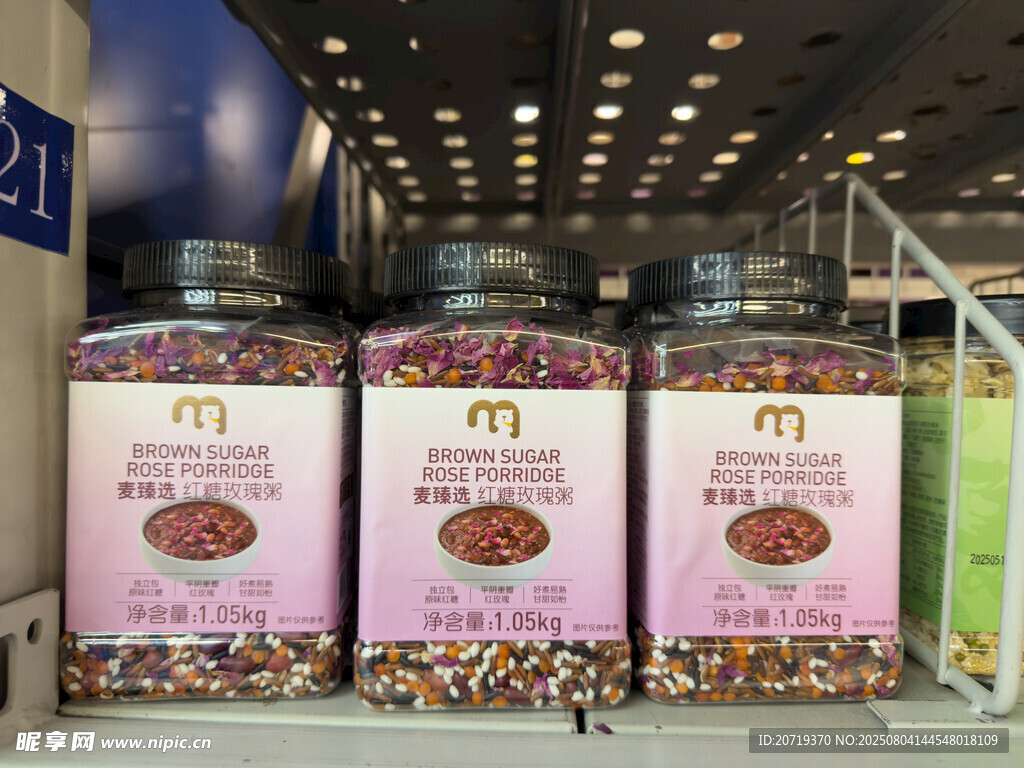 21
BROWN SUGAR
ROSE PORRIDGE
麦臻选 红糖玫瑰粥
独立包 平阴重瓣 好煮易熟
原味红糖 红玫瑰 甘甜如怡
净含量:1.05kg 图片仅供参考
BROWN SUGAR
ROSE PORRIDGE
麦臻选 红糖玫瑰粥
独立包 平阴重瓣 好煮易熟
原味红糖 红玫瑰 甘甜如怡
净含量:1.05kg 图片仅供参考
BROWN SUGAR
ROSE PORRIDGE
麦臻选 红糖玫瑰粥
独立包 平阴重瓣 好煮易熟
原味红糖 红玫瑰 甘甜如怡
净含量:1.05kg 图片仅供参考
昵享网 www.nipic.cn
ID:20719370 NO:20250804144548018109